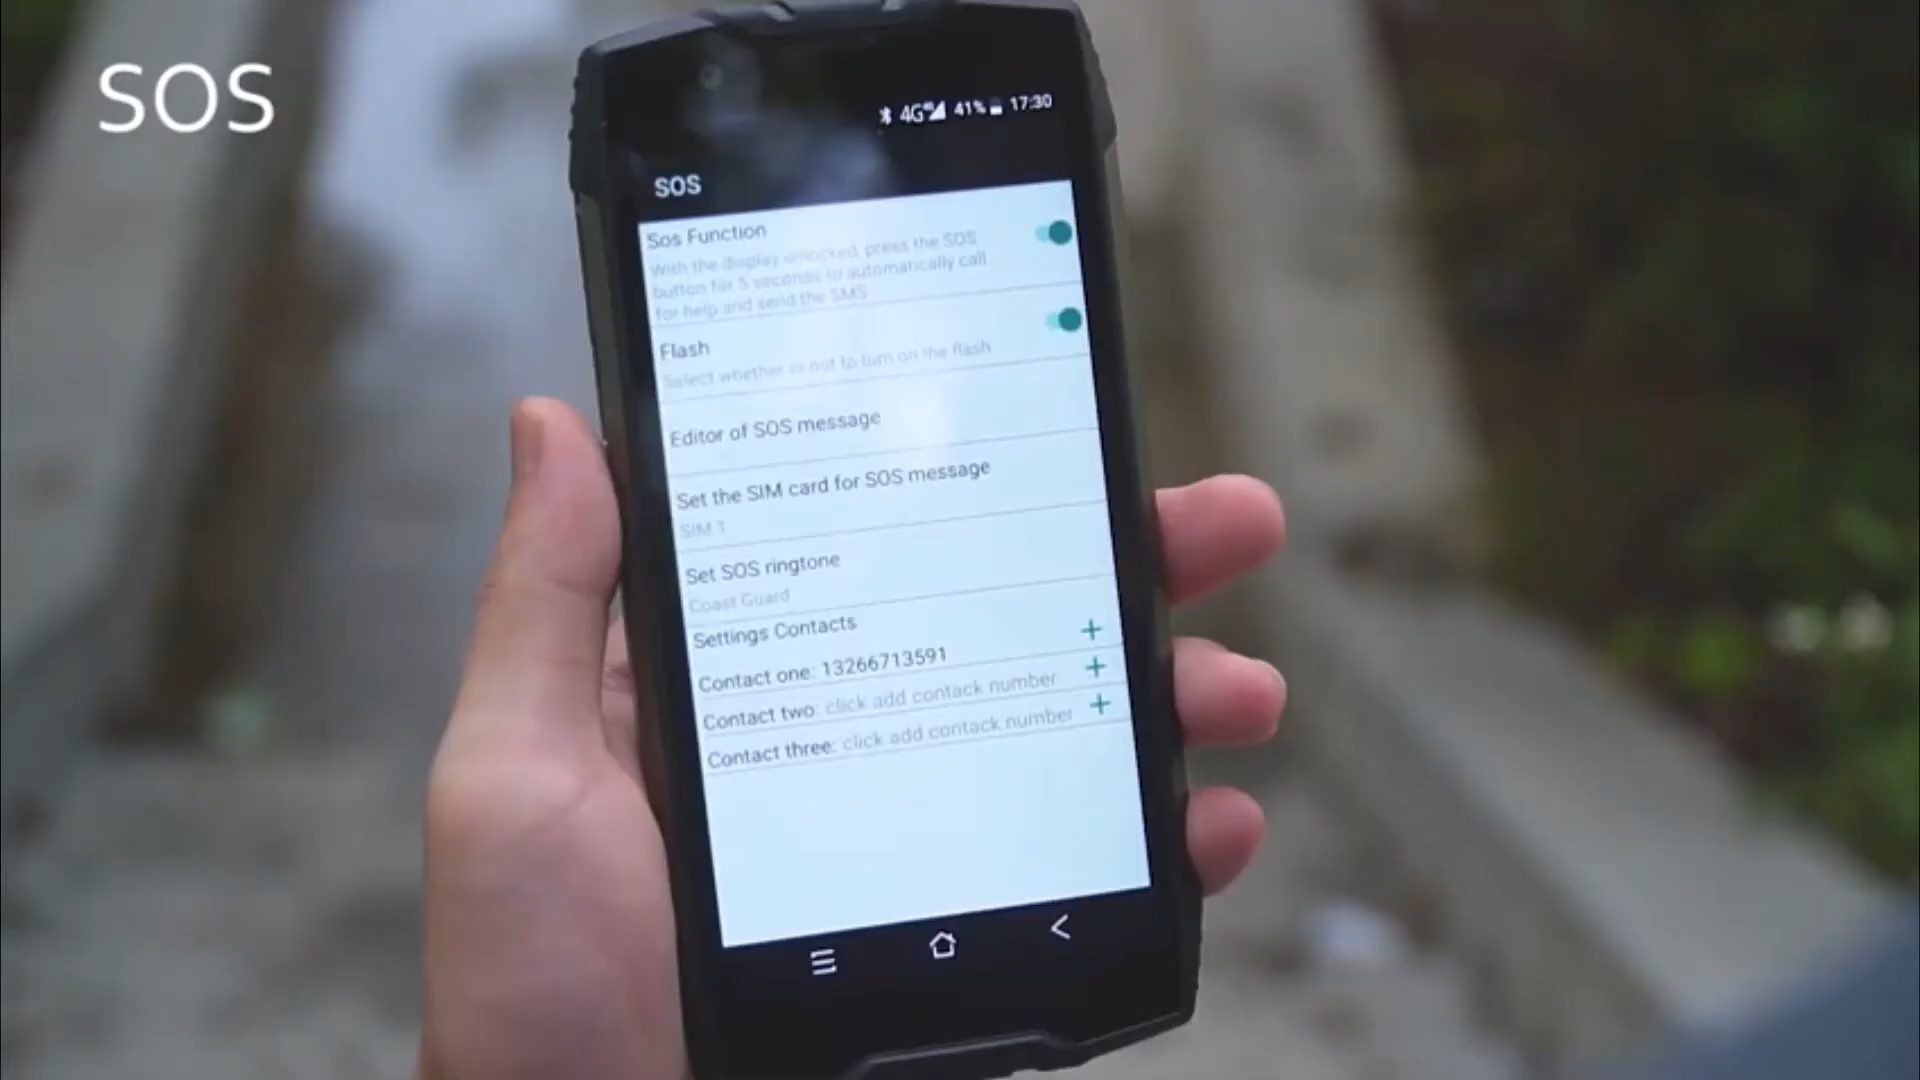 SOS
4G 41% 17:30
SOS
Sos Function
With the display unlocked, press the SOS
button for 5 seconds to automatically call
for help and send the SMS
Flash
Select whether or not to turn on the flash
Editor of SOS message
Set the SIM card for SOS message
SIM 1
Set SOS ringtone
Coast Guard
Settings Contacts
Contact one: 13266713591
Contact two: click add contack number
Contact three: click add contack number